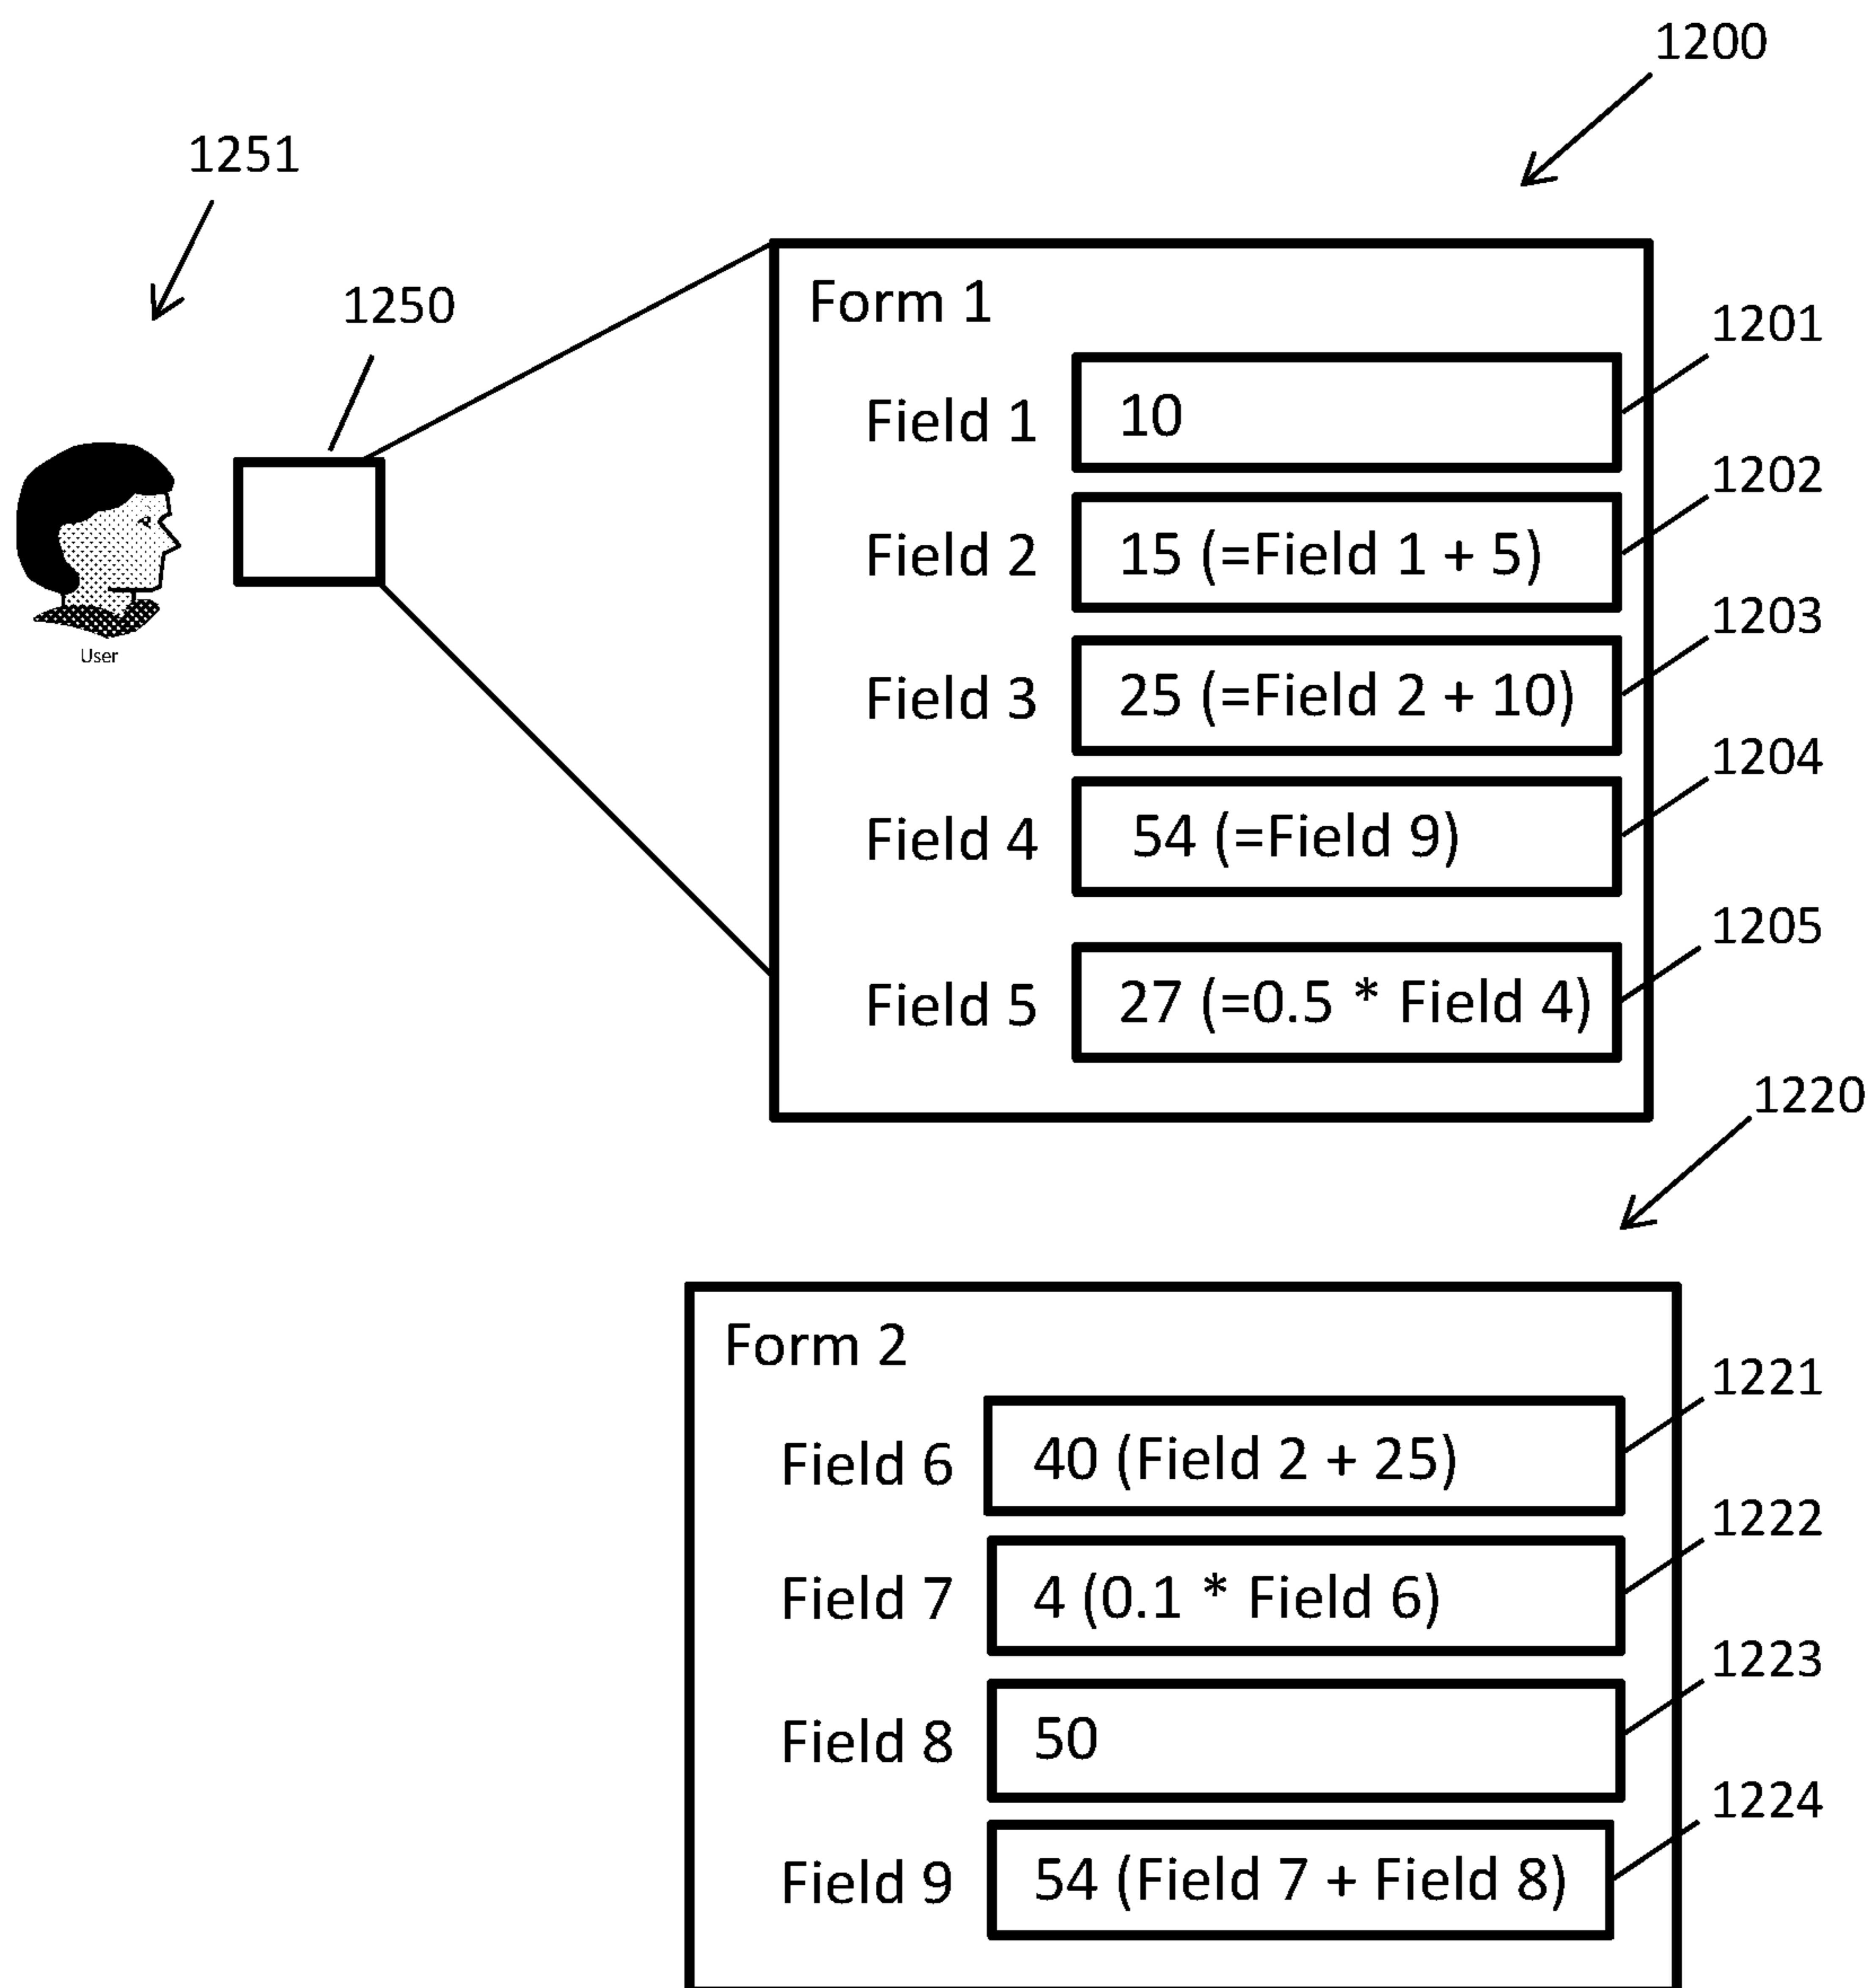 1200
1251
1250
Form 1
1201
Field 1 10
1202
Field 2 15 (=Field 1 + 5)
1203
Field 3 25 (=Field 2 + 10)
1204
Field 4 54 (=Field 9)
1205
Field 5 27 (=0.5 * Field 4)
User
1220
Form 2
1221
Field 6 40 (Field 2 + 25)
1222
Field 7 4 (0.1 * Field 6)
1223
Field 8 50
1224
Field 9 54 (Field 7 + Field 8)